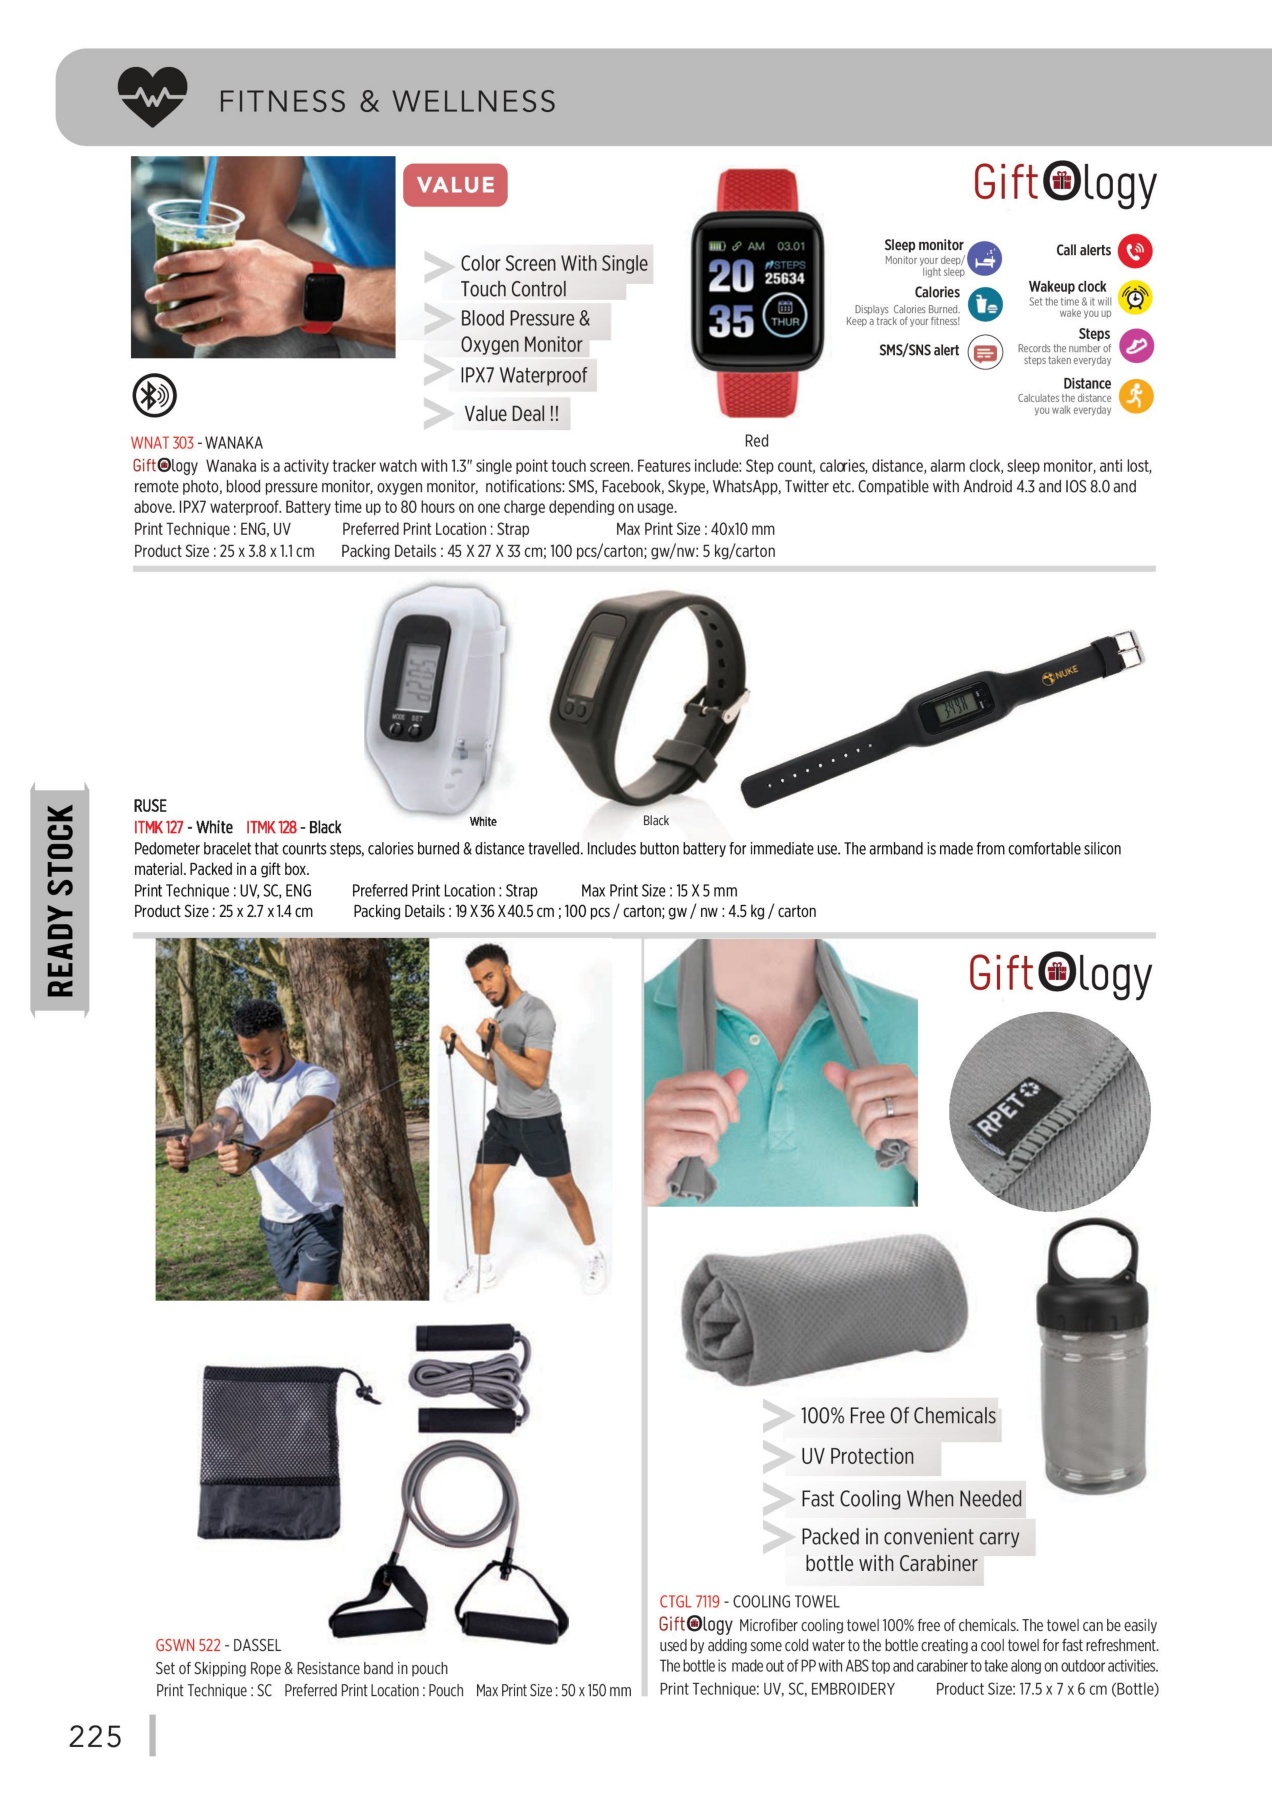 FITNESS & WELLNESS
VALUE
Color Screen With Single
Touch Control
Blood Pressure &
Oxygen Monitor
IPX7 Waterproof
Value Deal !!
AM 03.01
20
STEPS
25634
35
THUR
Red
GiftOlogy
Sleep monitor
Monitor your deep/
light sleep
Calories
Displays Calories Burned.
Keep a track of your fitness!
SMS/SNS alert
Call alerts
Wakeup clock
Set the time & it will
wake you up
Steps
Records the number of
steps taken everyday
Distance
Calculates the distance
you walk everyday
WNAT 303 - WANAKA
GiftOlogy Wanaka is a activity tracker watch with 1.3" single point touch screen. Features include: Step count, calories, distance, alarm clock, sleep monitor, anti lost,
remote photo, blood pressure monitor, oxygen monitor, notifications: SMS, Facebook, Skype, WhatsApp, Twitter etc. Compatible with Android 4.3 and IOS 8.0 and
above. IPX7 waterproof. Battery time up to 80 hours on one charge depending on usage.
Print Technique : ENG, UV Preferred Print Location : Strap Max Print Size : 40x10 mm
Product Size : 25 x 3.8 x 1.1 cm Packing Details : 45 X 27 X 33 cm; 100 pcs/carton; gw/nw: 5 kg/carton
MODE SET
NUKE
White
Black
RUSE
ITMK 127 - White ITMK 128 - Black
Pedometer bracelet that counrts steps, calories burned & distance travelled. Includes button battery for immediate use. The armband is made from comfortable silicon
material. Packed in a gift box.
Print Technique : UV, SC, ENG Preferred Print Location : Strap Max Print Size : 15 X 5 mm
Product Size : 25 x 2.7 x 1.4 cm Packing Details : 19 X 36 X 40.5 cm ; 100 pcs / carton; gw / nw : 4.5 kg / carton
READY STOCK
GSWN 522 - DASSEL
Set of Skipping Rope & Resistance band in pouch
Print Technique : SC Preferred Print Location : Pouch Max Print Size : 50 x 150 mm
GiftOlogy
RPET
100% Free Of Chemicals
UV Protection
Fast Cooling When Needed
Packed in convenient carry
bottle with Carabiner
CTGL 7119 - COOLING TOWEL
GiftOlogy Microfiber cooling towel 100% free of chemicals. The towel can be easily
used by adding some cold water to the bottle creating a cool towel for fast refreshment.
The bottle is made out of PP with ABS top and carabiner to take along on outdoor activities.
Print Technique: UV, SC, EMBROIDERY Product Size: 17.5 x 7 x 6 cm (Bottle)
225